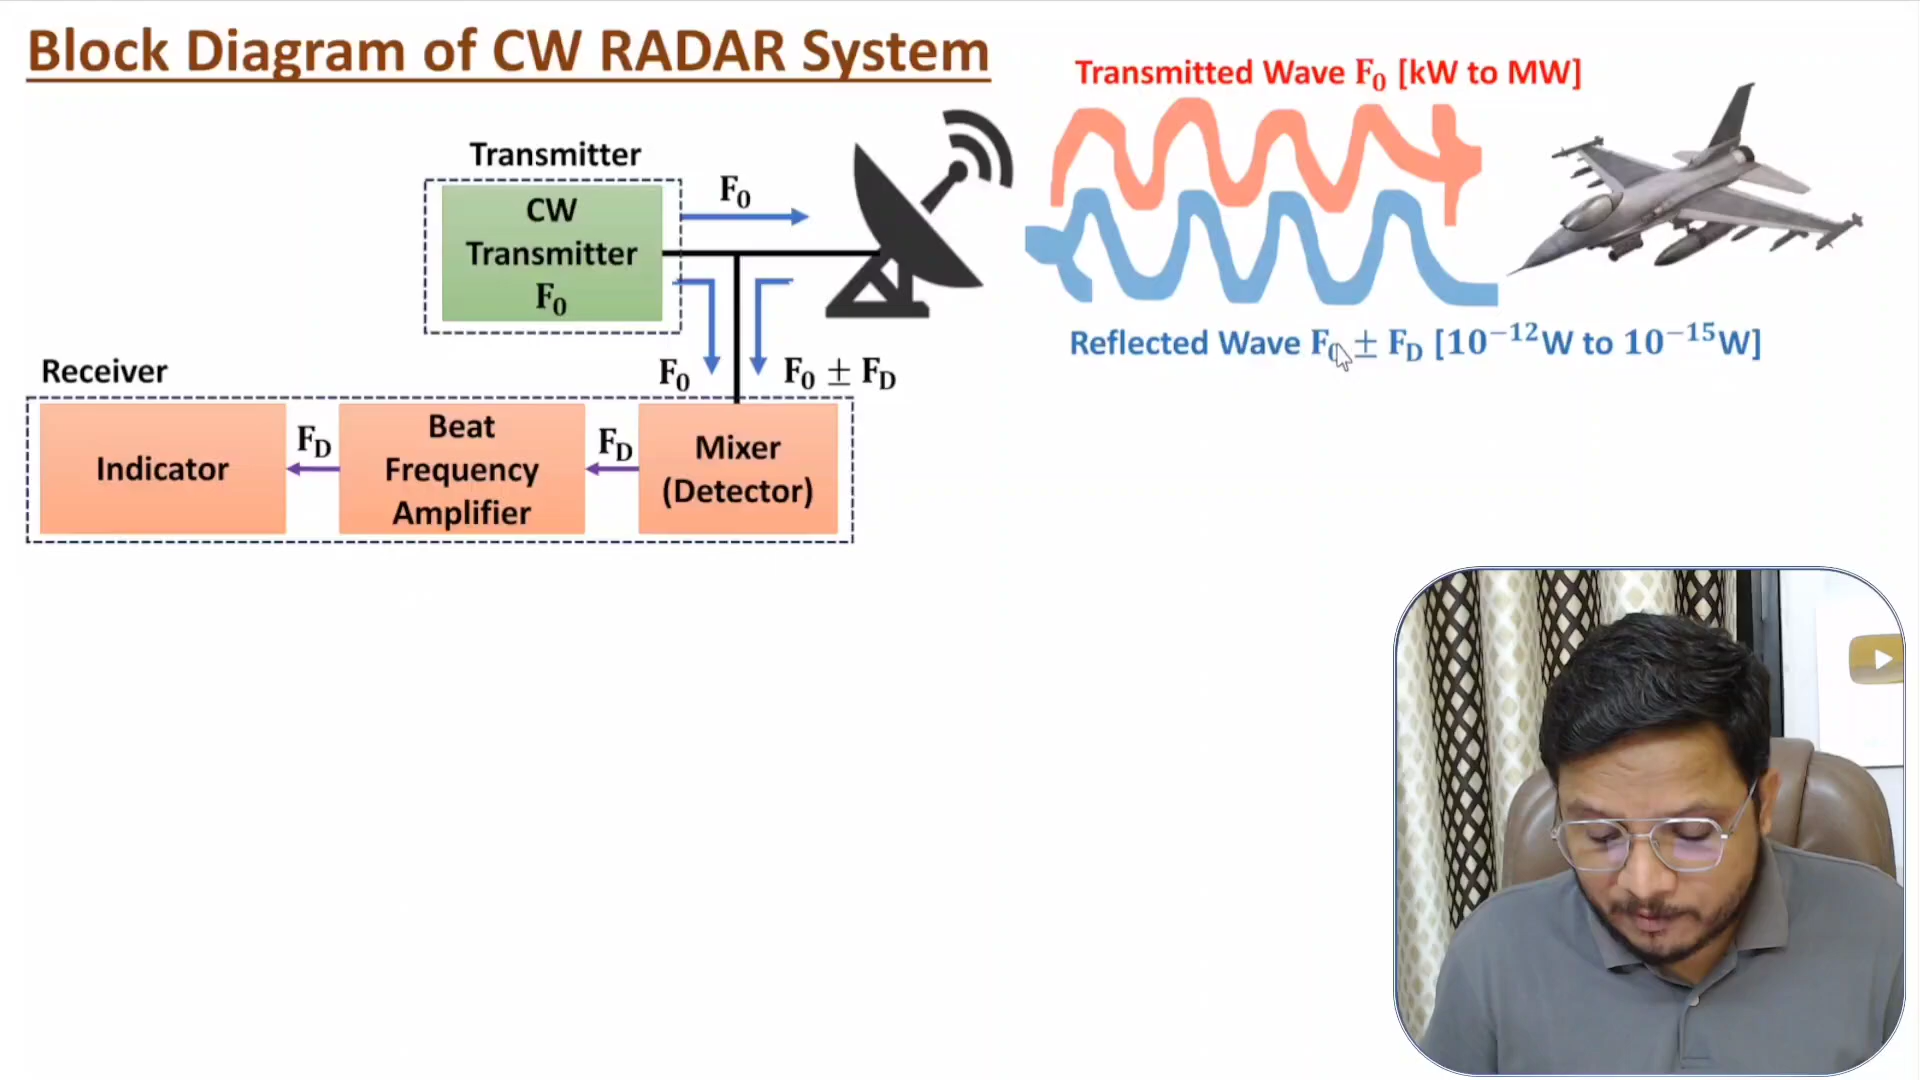 Block Diagram of CW RADAR System
Transmitted Wave F₀ [kW to MW]
Transmitter
CW
Transmitter
F₀
F₀
Reflected Wave F₀ ± F_D [10⁻¹²W to 10⁻¹⁵W]
Receiver
F₀
F₀ ± F_D
Indicator
F_D
Beat
Frequency
Amplifier
F_D
Mixer
(Detector)